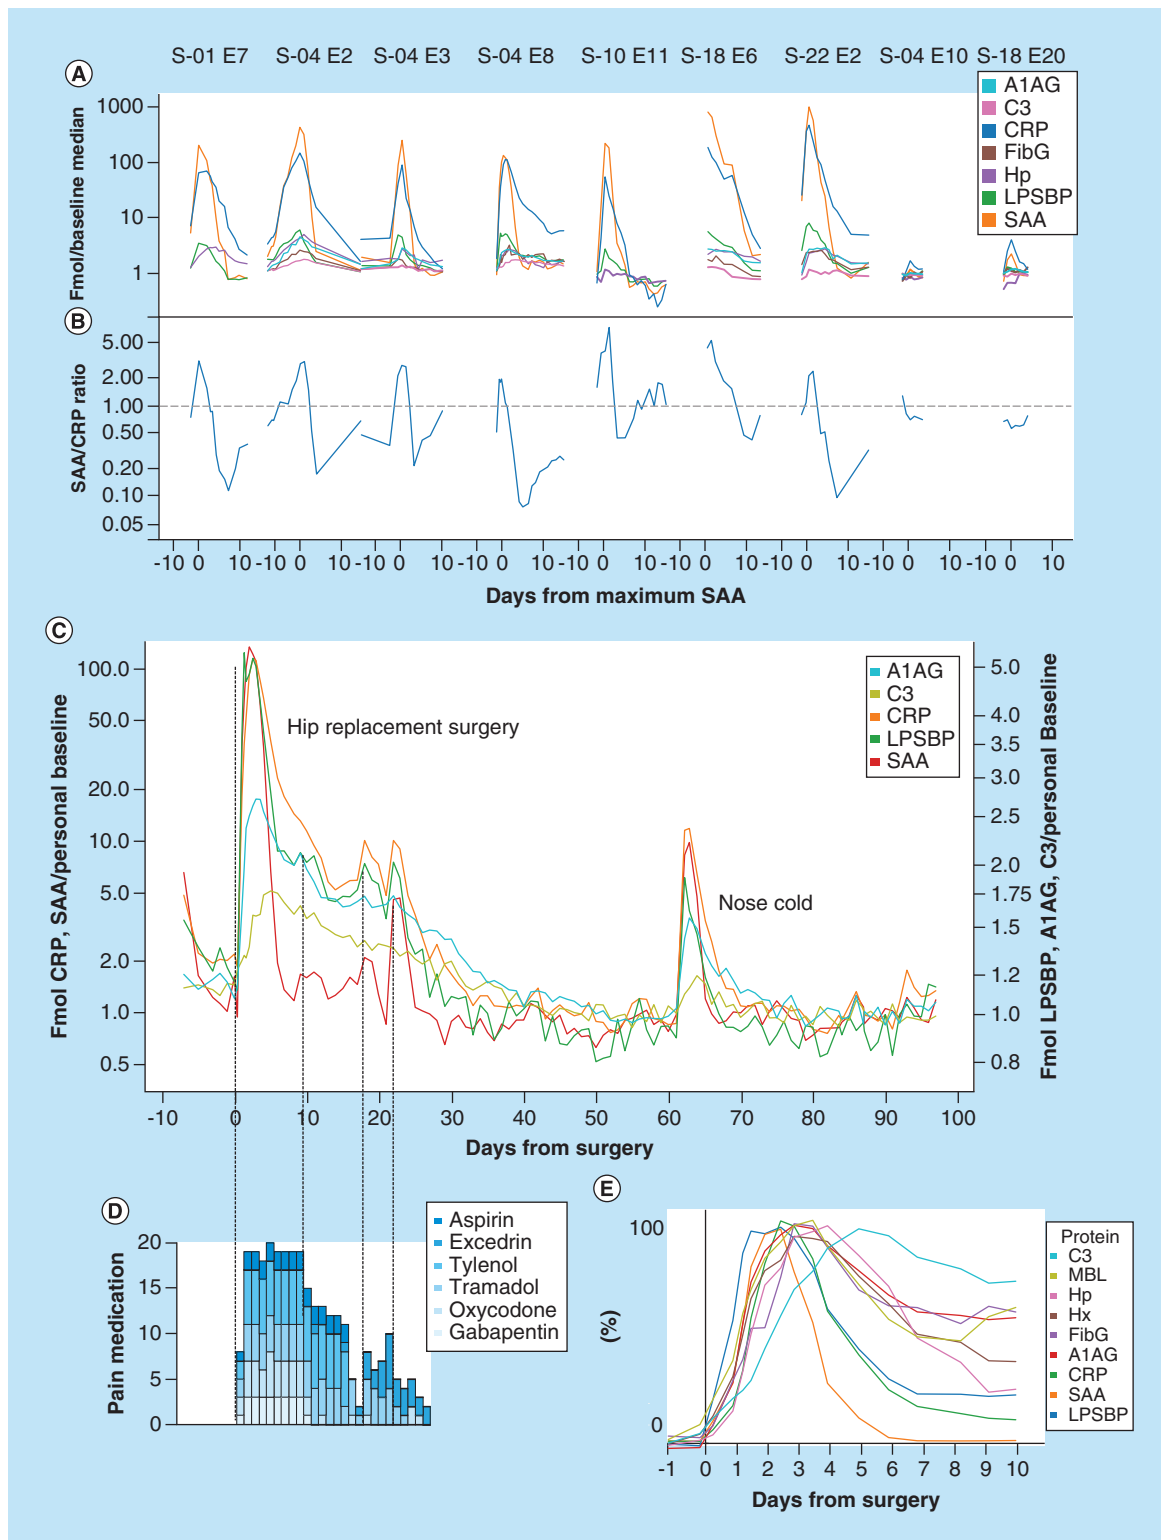 S-01 E7 S-04 E2 S-04 E3 S-04 E8 S-10 E11 S-18 E6 S-22 E2 S-04 E10 S-18 E20
A
Fmol/baseline median
1000
100
10
1
A1AG
C3
CRP
FibG
Hp
LPSBP
SAA
B
SAA/CRP ratio
5.00
2.00
1.00
0.50
0.20
0.10
0.05
-10 0 10 -10 0 10 -10 0 10 -10 0 10 -10 0 10 -10 0 10 -10 0 10 -10 0 10 -10 0 10
Days from maximum SAA
C
Fmol CRP, SAA/personal baseline
100.0
50.0
20.0
10.0
5.0
2.0
1.0
0.5
Hip replacement surgery
Nose cold
A1AG
C3
CRP
LPSBP
SAA
5.0
4.0
3.5
3.0
2.5
2.0
1.75
1.5
1.2
1.0
0.8
Fmol LPSBP, A1AG, C3/personal Baseline
-10 0 10 20 30 40 50 60 70 80 90 100
Days from surgery
D
Pain medication
20
15
10
5
0
Aspirin
Excedrin
Tylenol
Tramadol
Oxycodone
Gabapentin
E
(%)
100
0
-1 0 1 2 3 4 5 6 7 8 9 10
Days from surgery
Protein
C3
MBL
Hp
Hx
FibG
A1AG
CRP
SAA
LPSBP